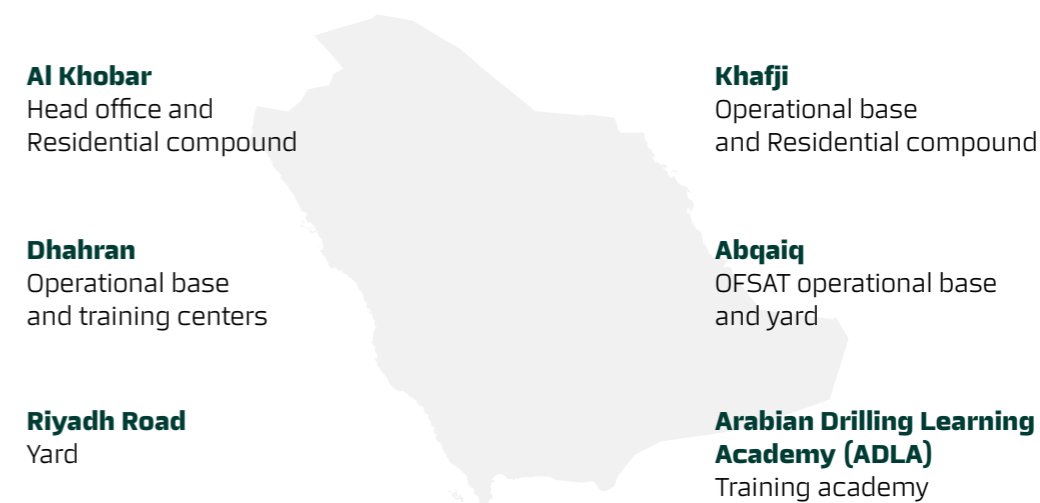 Al Khobar
Head office and
Residential compound
Dhahran
Operational base
and training centers
Riyadh Road
Yard
Khafji
Operational base
and Residential compound
Abqaiq
OFSAT operational base
and yard
Arabian Drilling Learning
Academy (ADLA)
Training academy